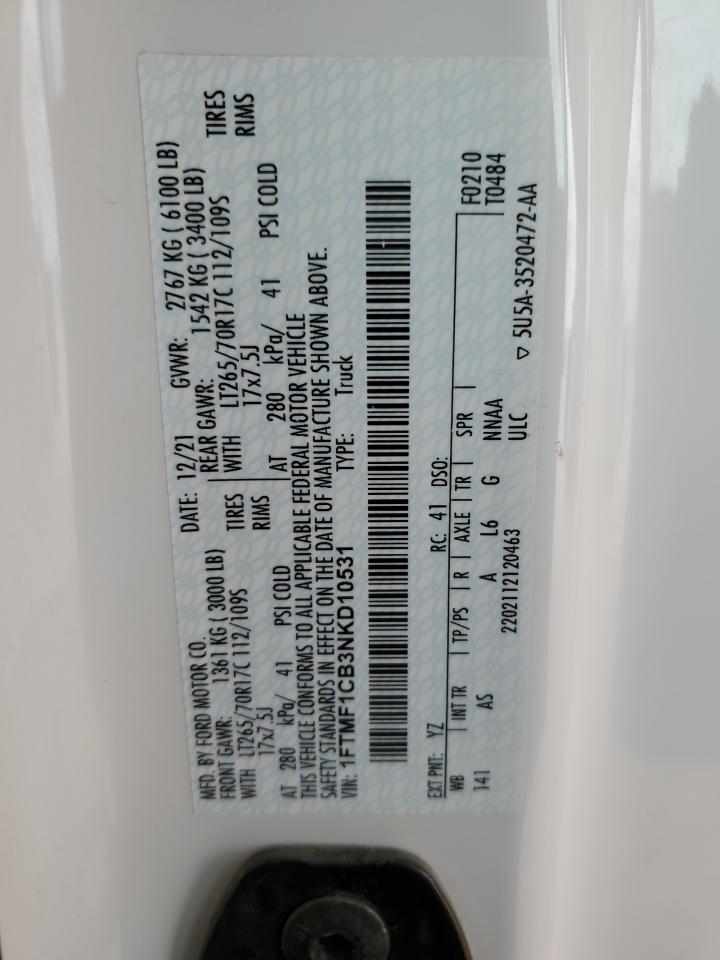 MFD. BY FORD MOTOR CO.
DATE: 12/21 GVWR: 2767 KG ( 6100 LB)
FRONT GAWR: 1361 KG ( 3000 LB) REAR GAWR: 1542 KG ( 3400 LB)
WITH LT265/70R17C 112/109S TIRES WITH LT265/70R17C 112/109S TIRES
17x7.5J RIMS 17x7.5J RIMS
AT 280 kPa/ 41 PSI COLD AT 280 kPa/ 41 PSI COLD
THIS VEHICLE CONFORMS TO ALL APPLICABLE FEDERAL MOTOR VEHICLE
SAFETY STANDARDS IN EFFECT ON THE DATE OF MANUFACTURE SHOWN ABOVE.
VIN: 1FTMF1CB3NKD10531 TYPE: Truck
EXT PNT: YZ RC: 41 DSO: F0210
WB INT TR TP/PS R AXLE TR SPR T0484
141 AS A L6 G NNAA
2202112120463 ULC ▽ 5U5A-3520472-AA